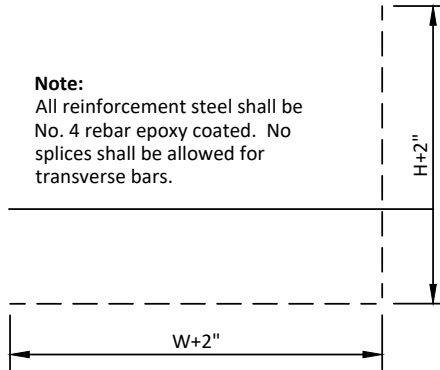 Note:
All reinforcement steel shall be
No. 4 rebar epoxy coated.  No
splices shall be allowed for
transverse bars.
H+2"
W+2"